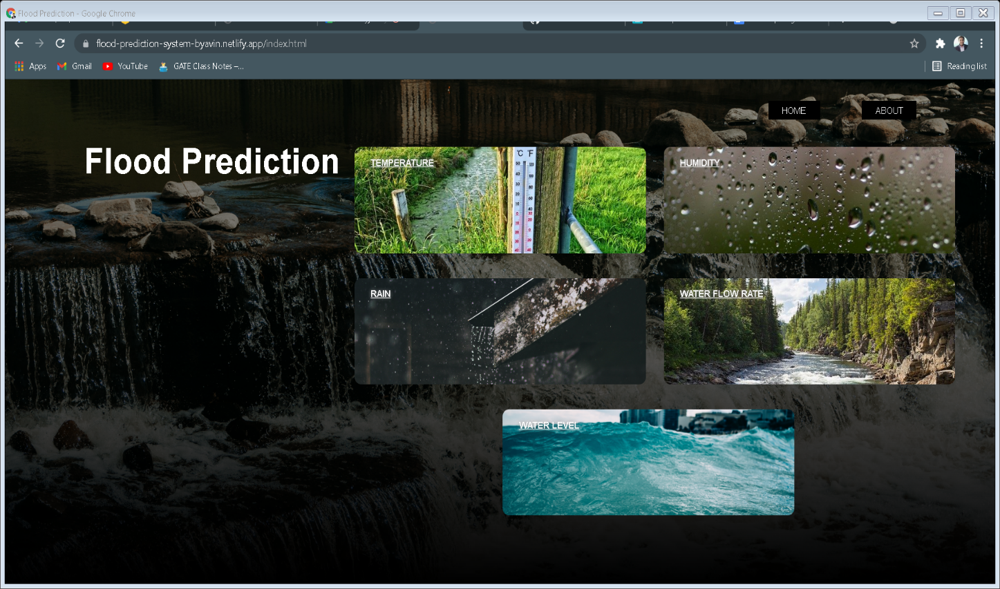 Flood Prediction - Google Chrome
flood-prediction-system-byavin.netlify.app/index.html
Apps Gmail YouTube GATE Class Notes –... Reading list
HOME ABOUT
Flood Prediction
TEMPERATURE
HUMIDITY
°C °F
RAIN
WATER FLOW RATE
WATER LEVEL